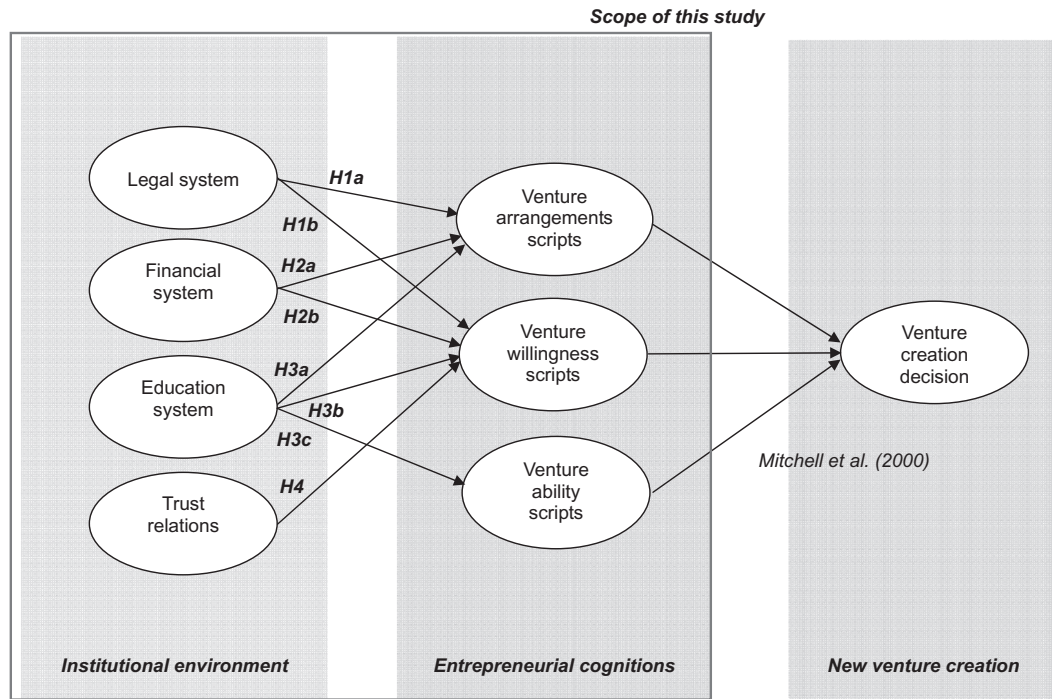 Scope of this study
Legal system
Financial
system
Education
system
Trust
relations
Institutional environment
H1a
H1b
H2a
H2b
H3a
H3b
H3c
H4
Venture
arrangements
scripts
Venture
willingness
scripts
Venture
ability
scripts
Entrepreneurial cognitions
Venture
creation
decision
Mitchell et al. (2000)
New venture creation